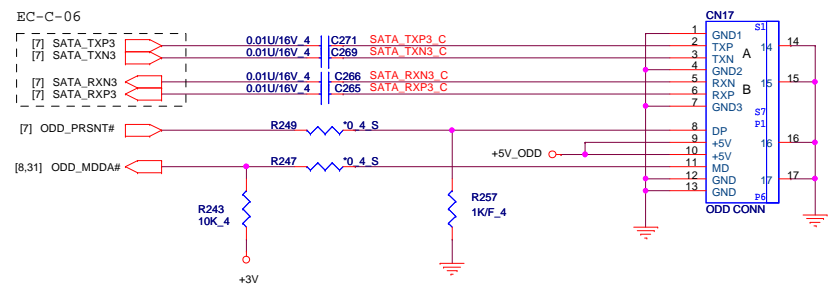 EC-C-06
CN17
[7] SATA_TXP3 0.01U/16V_4 C271 SATA_TXP3_C 1 GND1 S1
2 TXP 14 14
[7] SATA_TXN3 0.01U/16V_4 C269 SATA_TXN3_C 3 TXN A
4 GND2
[7] SATA_RXN3 0.01U/16V_4 C266 SATA_RXN3_C 5 RXN 15 15
B
[7] SATA_RXP3 0.01U/16V_4 C265 SATA_RXP3_C 6 RXP
7 GND3 S7
P1
[7] ODD_PRSNT# R249 *0_4_S 8 DP
9 +5V 16 16
+5V_ODD 10 +5V
[8,31] ODD_MDDA# R247 *0_4_S 11 MD
12 GND 17 17
13 GND P6
ODD CONN
R243
10K_4
R257
1K/F_4
+3V